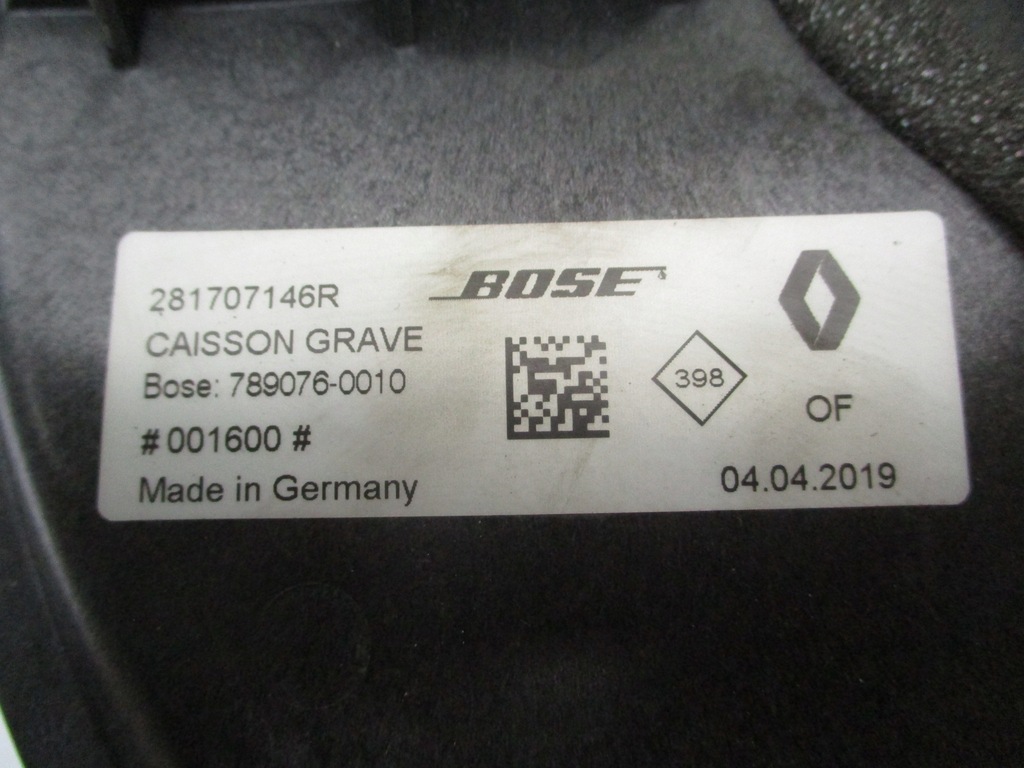 281707146R
CAISSON GRAVE
Bose: 789076-0010
#001600 #
Made in Germany
BOSE
398
OF
04.04.2019